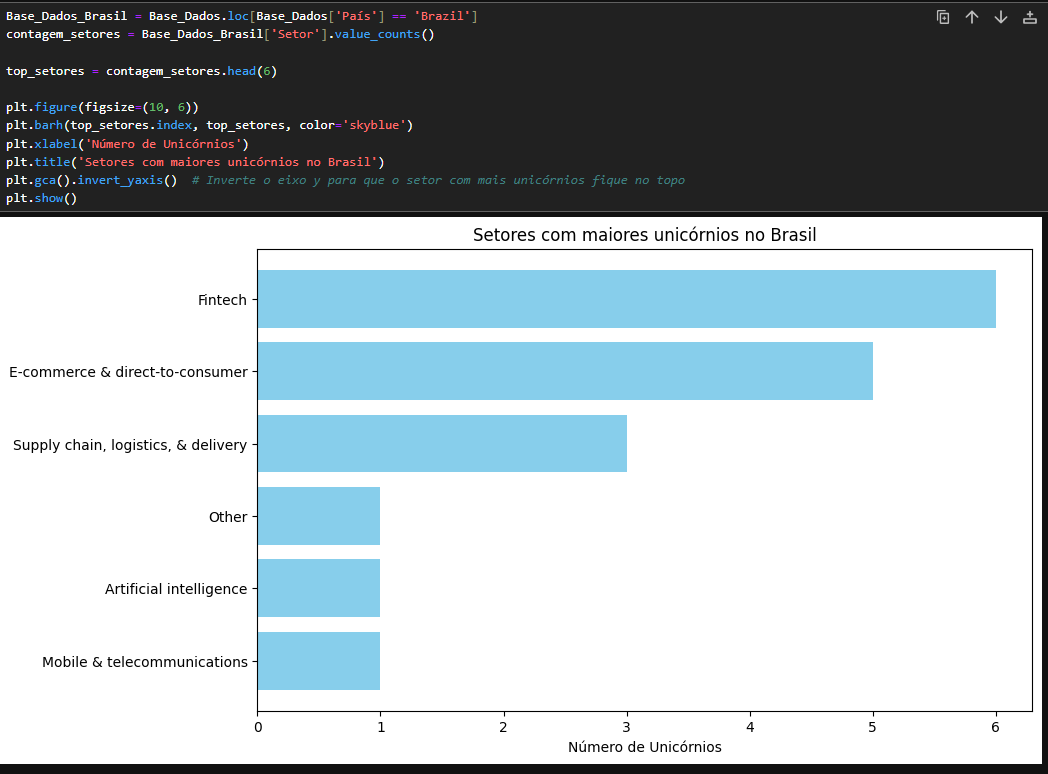 Base_Dados_Brasil = Base_Dados.loc[Base_Dados['País'] == 'Brazil']
contagem_setores = Base_Dados_Brasil['Setor'].value_counts()
top_setores = contagem_setores.head(6)
plt.figure(figsize=(10, 6))
plt.barh(top_setores.index, top_setores, color='skyblue')
plt.xlabel('Número de Unicórnios')
plt.title('Setores com maiores unicórnios no Brasil')
plt.gca().invert_yaxis()  # Inverte o eixo y para que o setor com mais unicórnios fique no topo
plt.show()
Setores com maiores unicórnios no Brasil
Fintech
E-commerce & direct-to-consumer
Supply chain, logistics, & delivery
Other
Artificial intelligence
Mobile & telecommunications
0 1 2 3 4 5 6
Número de Unicórnios